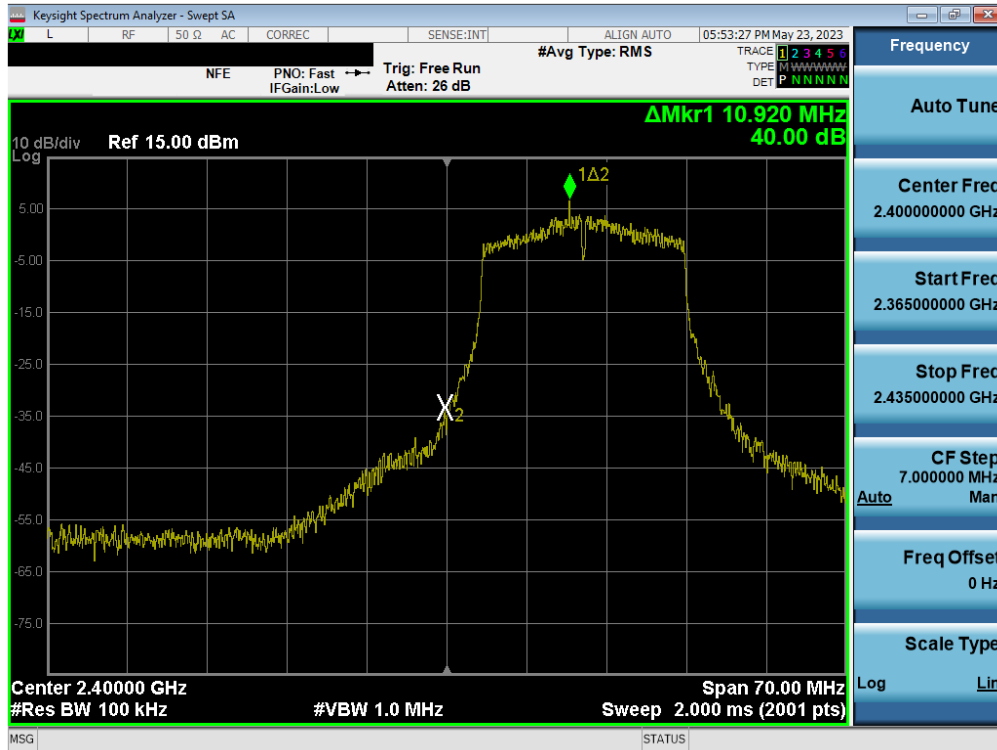 Keysight Spectrum Analyzer - Swept SA
LXI L RF 50 Ω AC CORREC SENSE:INT ALIGN AUTO 05:53:27 PM May 23, 2023
NFE PNO: Fast Trig: Free Run #Avg Type: RMS TRACE 1 2 3 4 5 6
IFGain:Low Atten: 26 dB TYPE M W W W W W
DET P N N N N N
ΔMkr1 10.920 MHz
40.00 dB
10 dB/div Ref 15.00 dBm
Log
1Δ2
5.00
-5.00
-15.0
-25.0
-35.0
X2
-45.0
-55.0
-65.0
-75.0
Center 2.40000 GHz Span 70.00 MHz
#Res BW 100 kHz #VBW 1.0 MHz Sweep 2.000 ms (2001 pts)
MSG STATUS
Frequency
Auto Tune
Center Freq
2.400000000 GHz
Start Freq
2.365000000 GHz
Stop Freq
2.435000000 GHz
CF Step
7.000000 MHz
Auto Man
Freq Offset
0 Hz
Scale Type
Log Lin